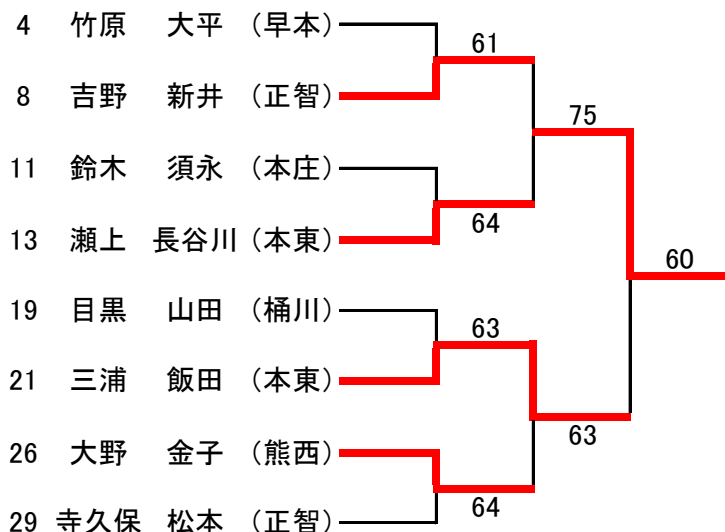 4 竹原 大平 (早本)
61
8 吉野 新井 (正智)
75
11 鈴木 須永 (本庄)
64
13 瀬上 長谷川 (本東)
60
19 目黒 山田 (桶川)
63
21 三浦 飯田 (本東)
63
26 大野 金子 (熊西)
64
29 寺久保 松本 (正智)